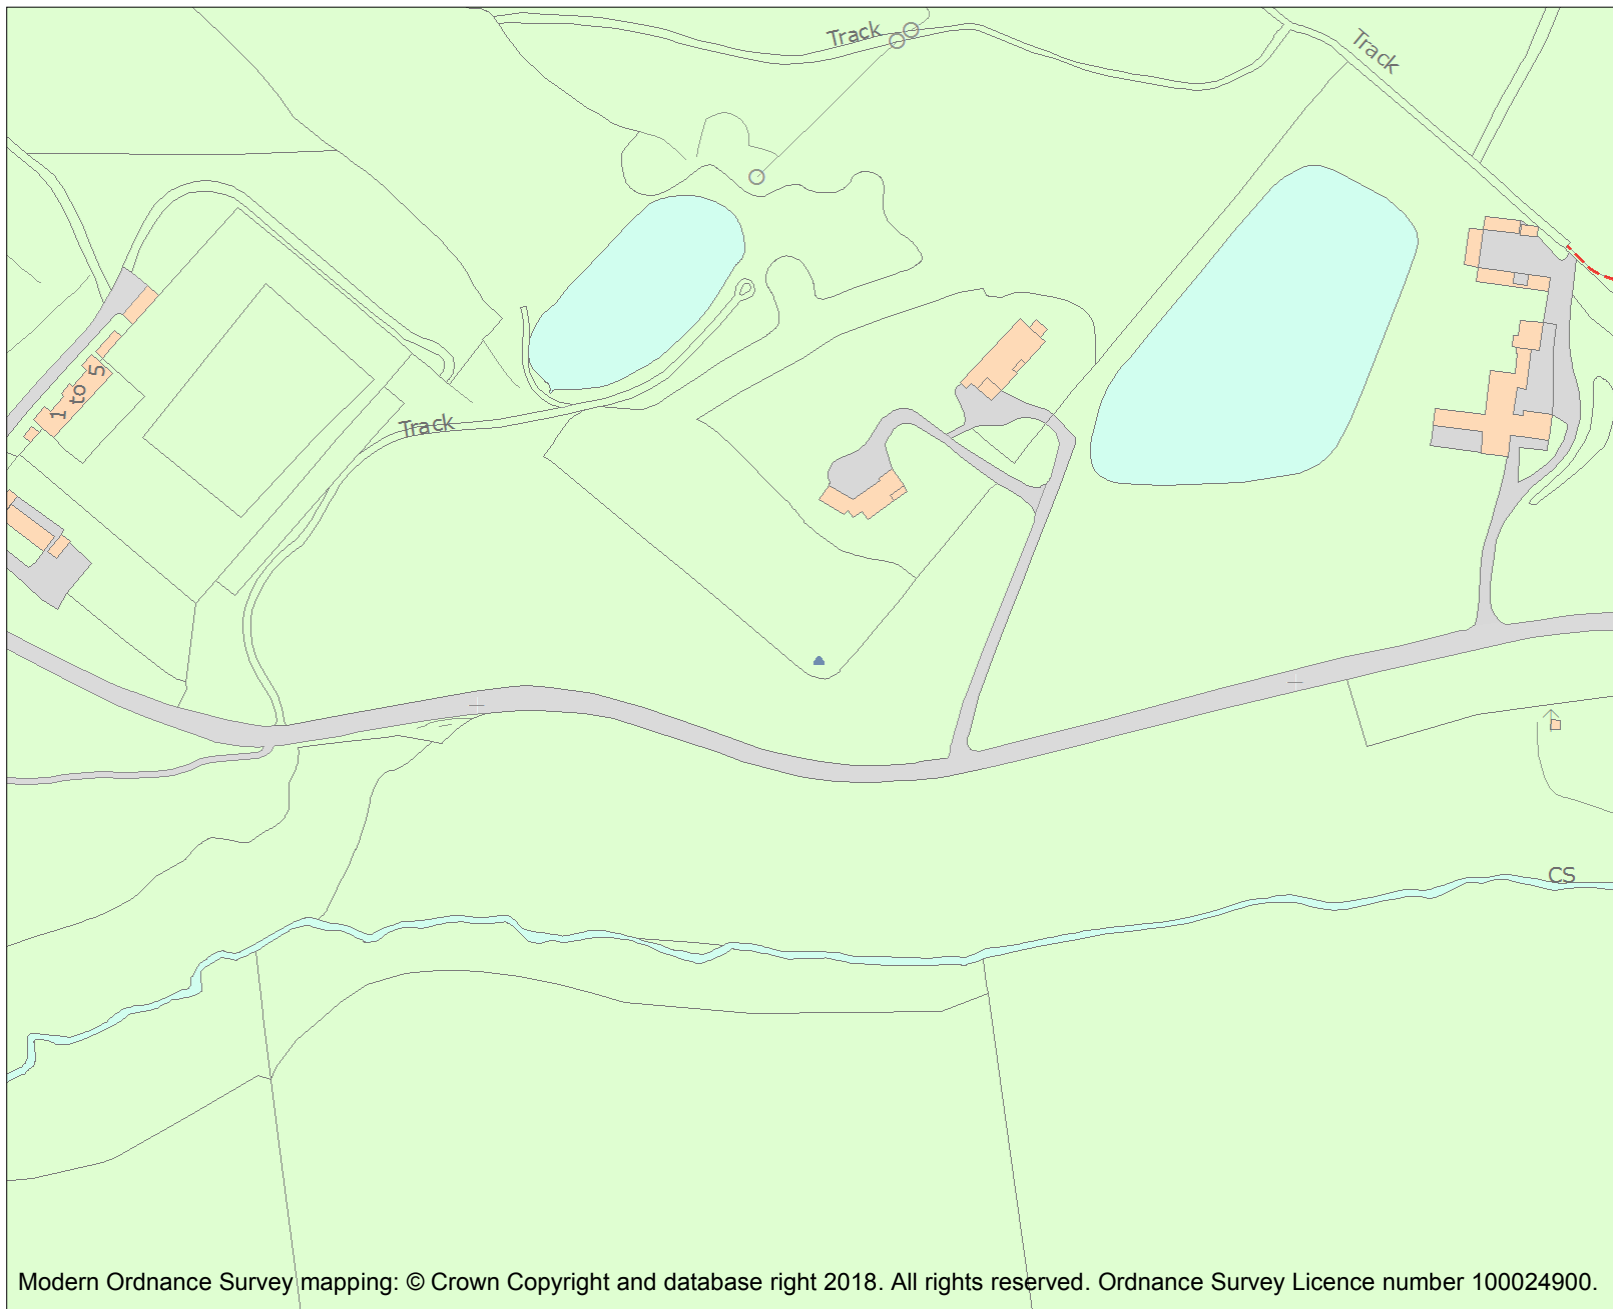 Track
Track
1 to 5
Track
CS
Modern Ordnance Survey mapping: © Crown Copyright and database right 2018. All rights reserved. Ordnance Survey Licence number 100024900.